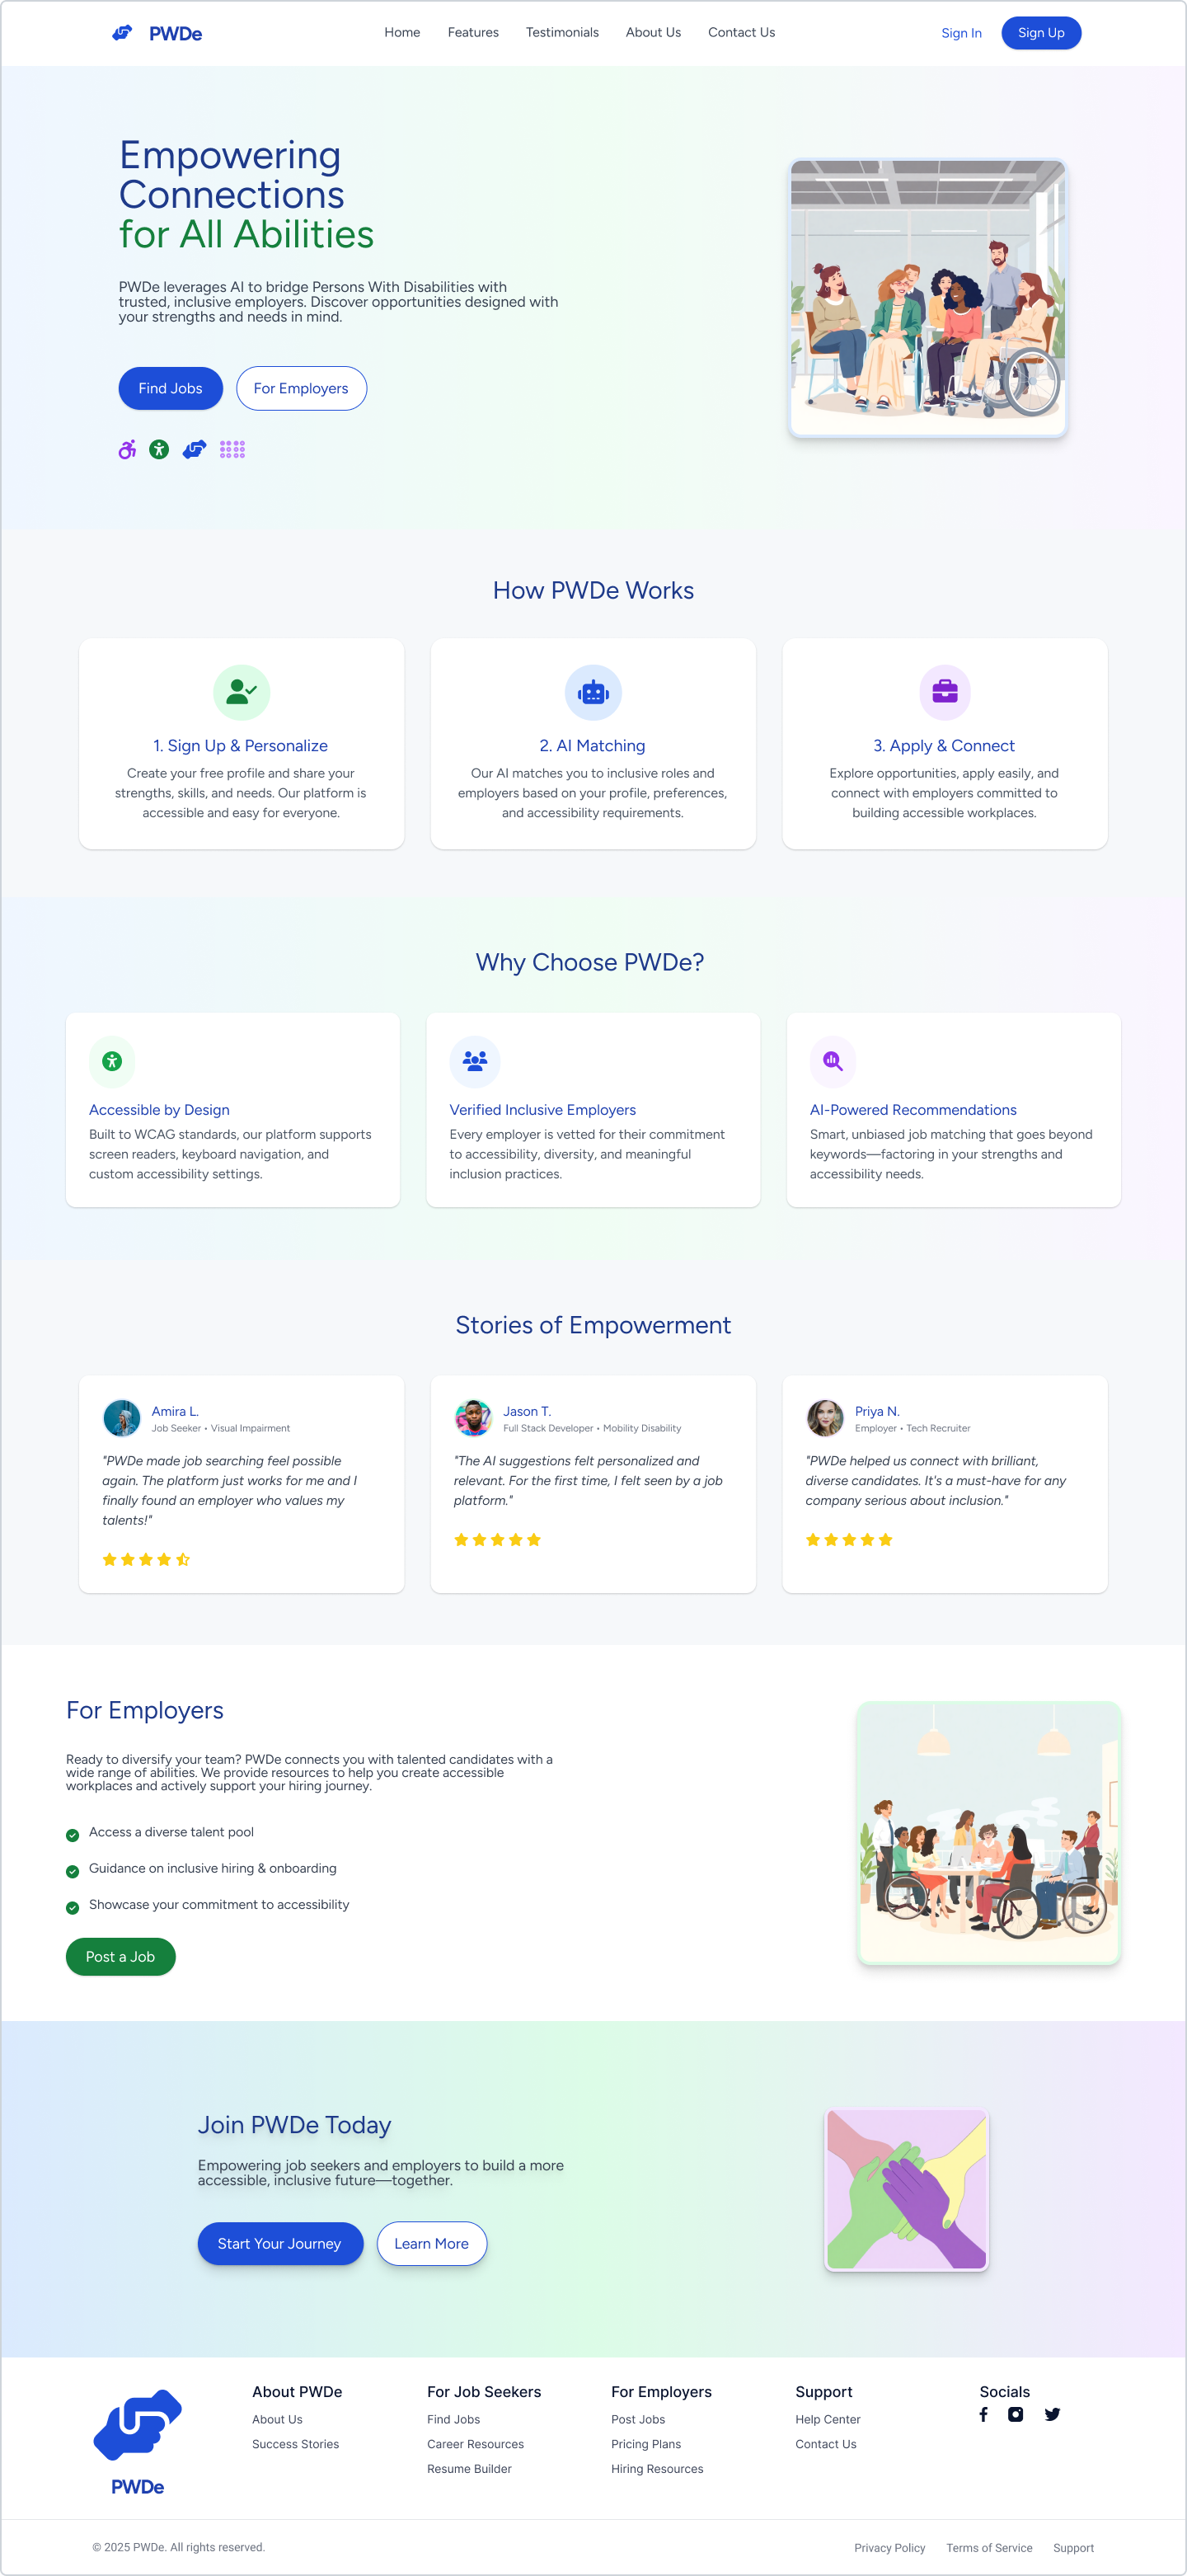 PWDe
Home
Features
Testimonials
About Us
Contact Us
Sign In
Sign Up
Empowering
Connections
for All Abilities
PWDe leverages AI to bridge Persons With Disabilities with
trusted, inclusive employers. Discover opportunities designed with
your strengths and needs in mind.
Find Jobs
For Employers
How PWDe Works
1. Sign Up & Personalize
Create your free profile and share your
strengths, skills, and needs. Our platform is
accessible and easy for everyone.
2. AI Matching
Our AI matches you to inclusive roles and
employers based on your profile, preferences,
and accessibility requirements.
3. Apply & Connect
Explore opportunities, apply easily, and
connect with employers committed to
building accessible workplaces.
Why Choose PWDe?
Accessible by Design
Built to WCAG standards, our platform supports
screen readers, keyboard navigation, and
custom accessibility settings.
Verified Inclusive Employers
Every employer is vetted for their commitment
to accessibility, diversity, and meaningful
inclusion practices.
AI-Powered Recommendations
Smart, unbiased job matching that goes beyond
keywords—factoring in your strengths and
accessibility needs.
Stories of Empowerment
Amira L.
Job Seeker • Visual Impairment
"PWDe made job searching feel possible
again. The platform just works for me and I
finally found an employer who values my
talents!"
Jason T.
Full Stack Developer • Mobility Disability
"The AI suggestions felt personalized and
relevant. For the first time, I felt seen by a job
platform."
Priya N.
Employer • Tech Recruiter
"PWDe helped us connect with brilliant,
diverse candidates. It's a must-have for any
company serious about inclusion."
For Employers
Ready to diversify your team? PWDe connects you with talented candidates with a
wide range of abilities. We provide resources to help you create accessible
workplaces and actively support your hiring journey.
Access a diverse talent pool
Guidance on inclusive hiring & onboarding
Showcase your commitment to accessibility
Post a Job
Join PWDe Today
Empowering job seekers and employers to build a more
accessible, inclusive future—together.
Start Your Journey
Learn More
PWDe
About PWDe
About Us
Success Stories
For Job Seekers
Find Jobs
Career Resources
Resume Builder
For Employers
Post Jobs
Pricing Plans
Hiring Resources
Support
Help Center
Contact Us
Socials
© 2025 PWDe. All rights reserved.
Privacy Policy
Terms of Service
Support